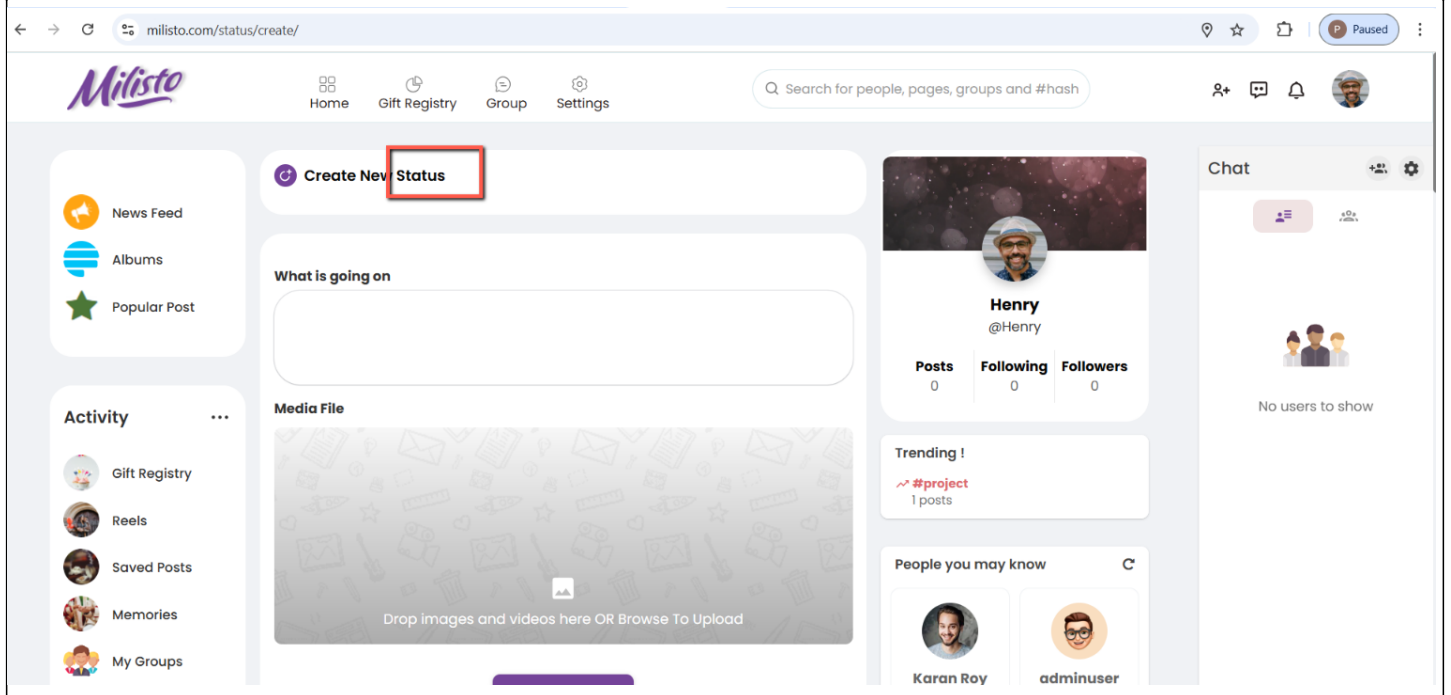 milisto.com/status/create/
P Paused
Milisto
Home Gift Registry Group Settings
Search for people, pages, groups and #hash
Create New Status
News Feed
Albums
Popular Post
Activity
Gift Registry
Reels
Saved Posts
Memories
My Groups
What is going on
Media File
Drop images and videos here OR Browse To Upload
Henry
@Henry
Posts Following Followers
0 0 0
Trending !
#project
1 posts
People you may know
Karan Roy adminuser
Chat
No users to show